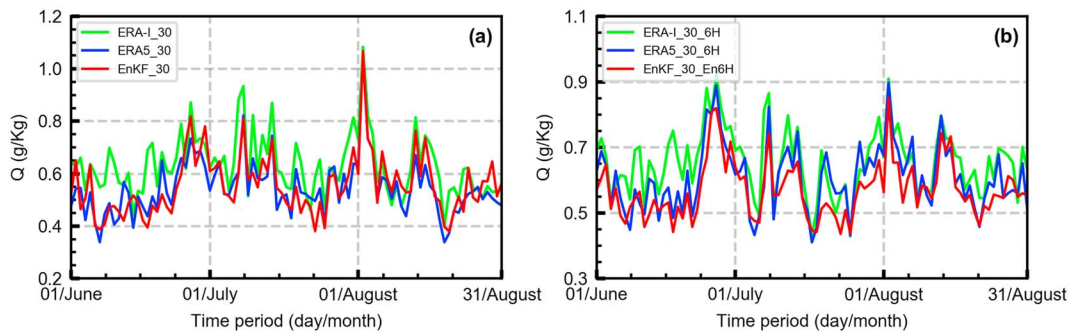 1.2
1.0
0.8
0.6
0.4
0.2
Q (g/Kg)
ERA-I_30
ERA5_30
EnKF_30
(a)
01/June
01/July
01/August
31/August
Time period (day/month)
1.1
0.9
0.7
0.5
0.3
Q (g/Kg)
ERA-I_30_6H
ERA5_30_6H
EnKF_30_En6H
(b)
01/June
01/July
01/August
31/August
Time period (day/month)